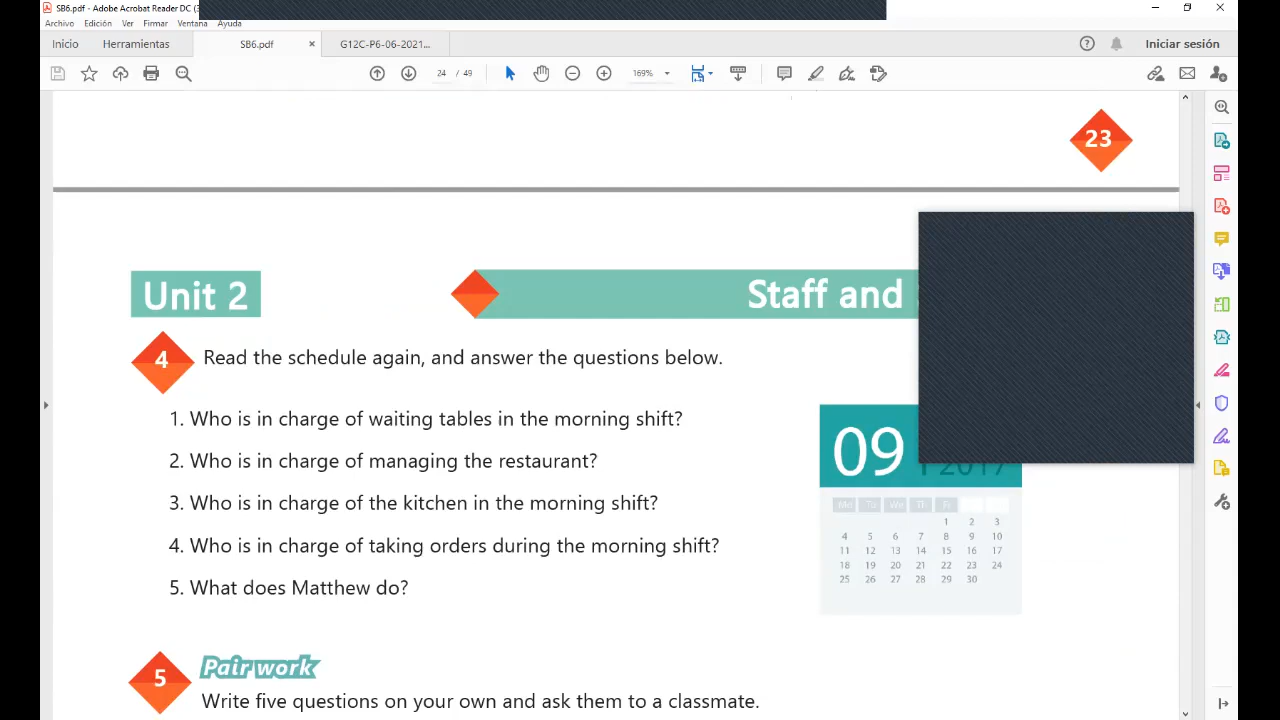 SB6.pdf - Adobe Acrobat Reader DC (3
Archivo Edición Ver Firmar Ventana Ayuda
Inicio Herramientas SB6.pdf × G12C-P6-06-2021... Iniciar sesión
24 / 49 169%
23
Unit 2
Staff and
4 Read the schedule again, and answer the questions below.
1. Who is in charge of waiting tables in the morning shift?
2. Who is in charge of managing the restaurant?
3. Who is in charge of the kitchen in the morning shift?
4. Who is in charge of taking orders during the morning shift?
5. What does Matthew do?
09 2017
Mo Tu We Fr
1 2 3
4 5 6 7 8 9 10
11 12 13 14 15 16 17
18 19 20 21 22 23 24
25 26 27 28 29 30
5 Pair work
Write five questions on your own and ask them to a classmate.